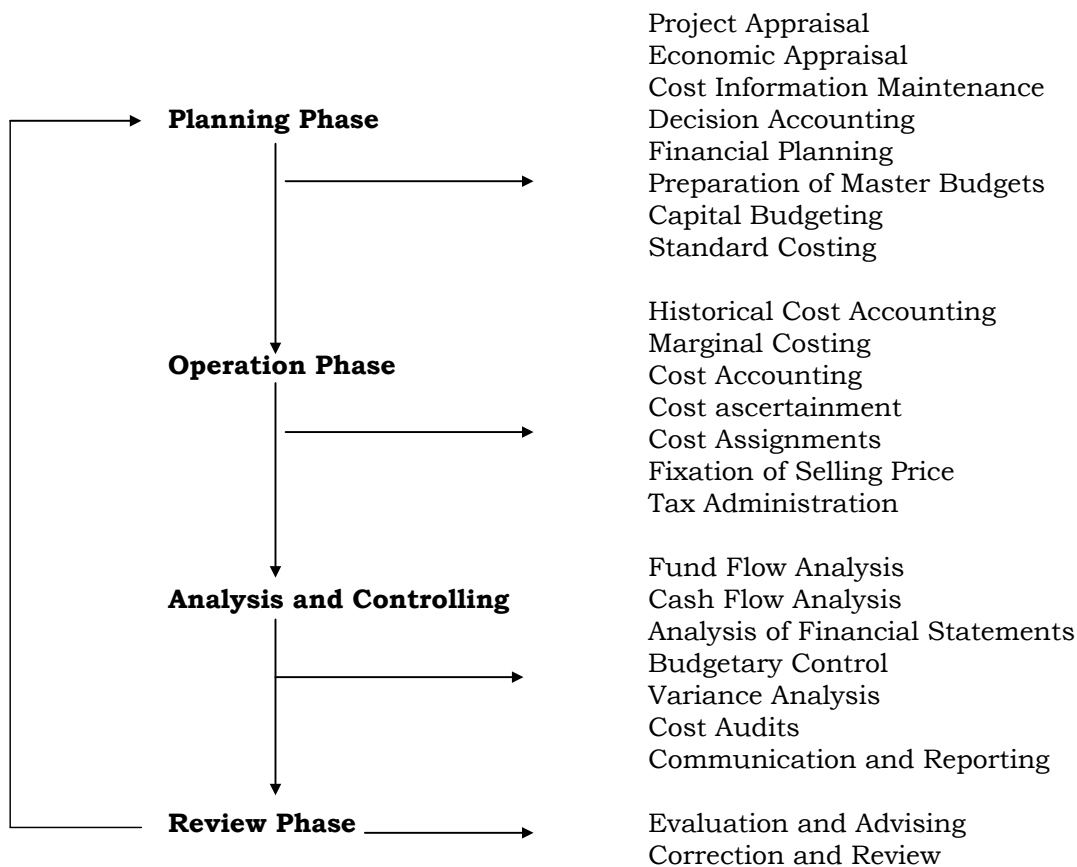 Project Appraisal
Economic Appraisal
Cost Information Maintenance
Planning Phase
Decision Accounting
Financial Planning
Preparation of Master Budgets
Capital Budgeting
Standard Costing
Historical Cost Accounting
Marginal Costing
Operation Phase
Cost Accounting
Cost ascertainment
Cost Assignments
Fixation of Selling Price
Tax Administration
Fund Flow Analysis
Analysis and Controlling
Cash Flow Analysis
Analysis of Financial Statements
Budgetary Control
Variance Analysis
Cost Audits
Communication and Reporting
Review Phase
Evaluation and Advising
Correction and Review